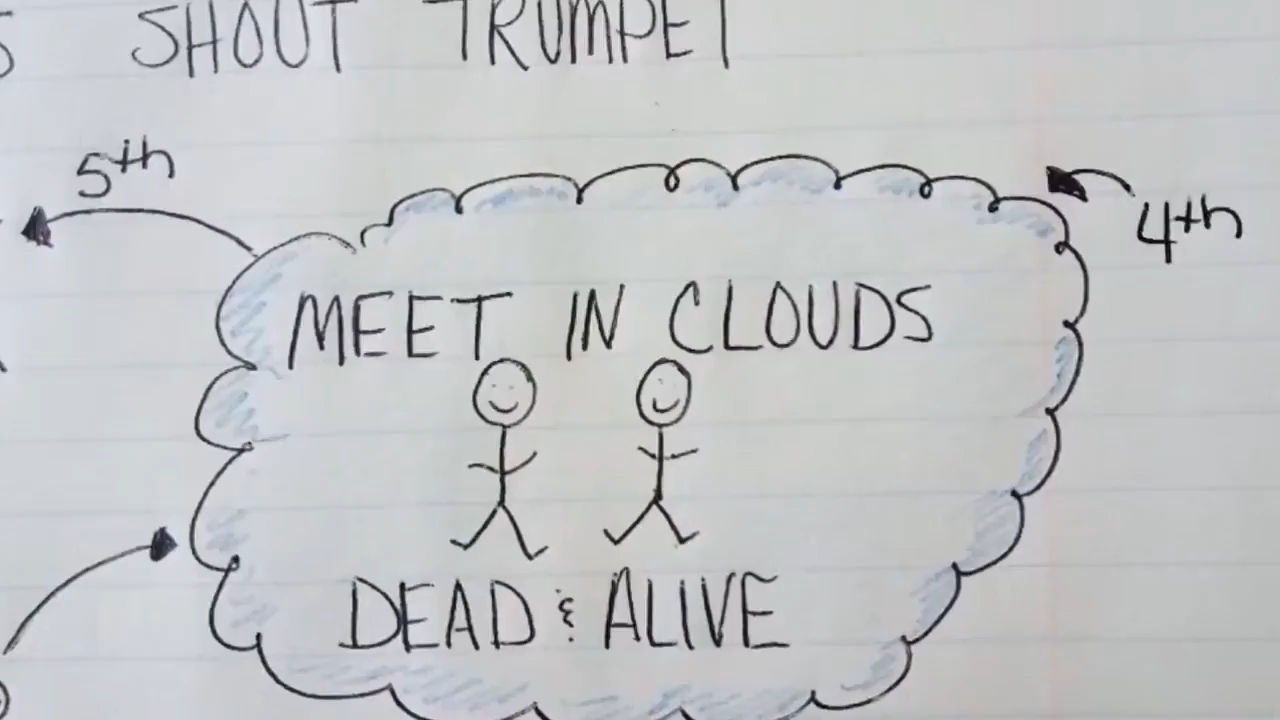 SHOUT TRUMPET
5th
4th
MEET IN CLOUDS
DEAD & ALIVE